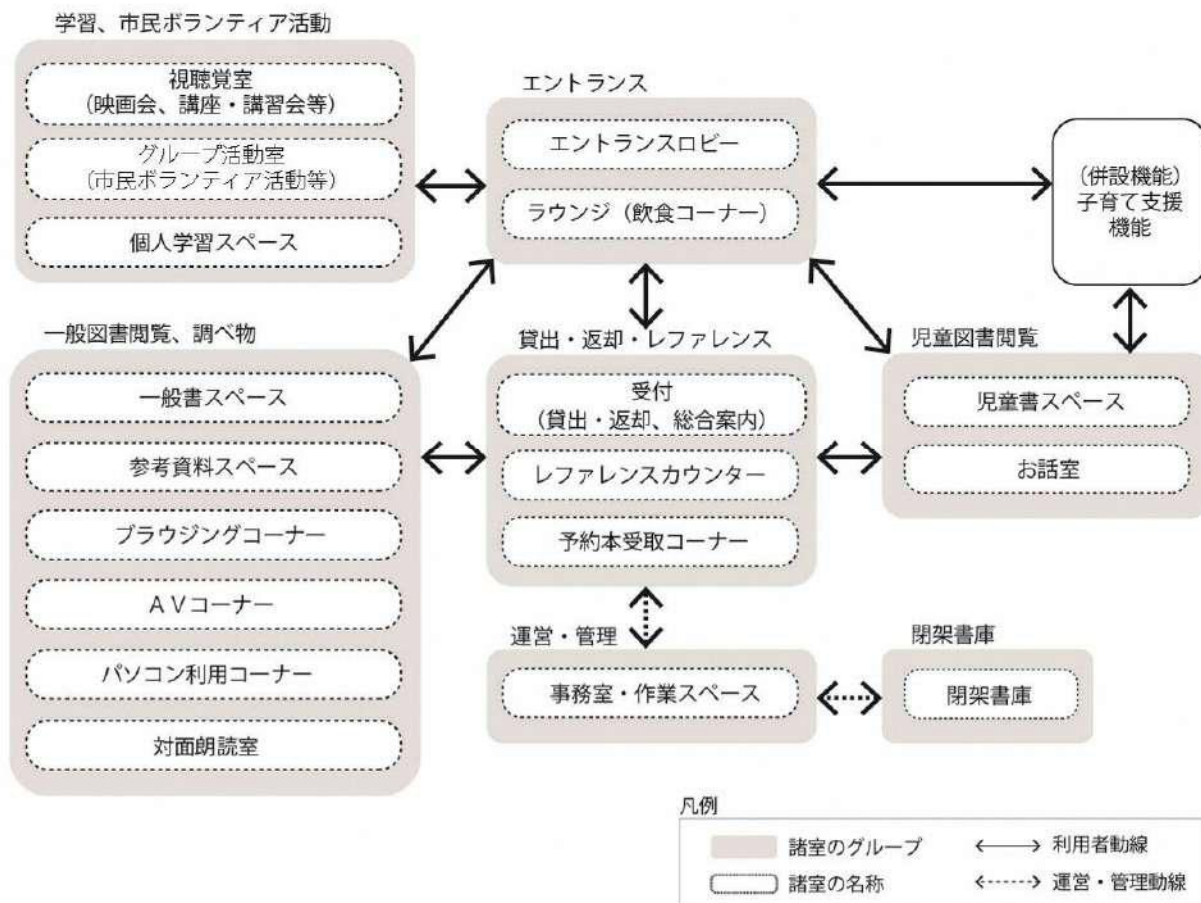 学習、市民ボランティア活動
視聴覚室
（映画会、講座・講習会等）
グループ活動室
（市民ボランティア活動等）
個人学習スペース
エントランス
エントランスロビー
ラウンジ（飲食コーナー）
（併設機能）
子育て支援
機能
一般図書閲覧、調べ物
一般書スペース
参考資料スペース
ブラウジングコーナー
ＡＶコーナー
パソコン利用コーナー
対面朗読室
貸出・返却・レファレンス
受付
（貸出・返却、総合案内）
レファレンスカウンター
予約本受取コーナー
児童図書閲覧
児童書スペース
お話室
運営・管理
事務室・作業スペース
閉架書庫
閉架書庫
凡例
諸室のグループ
利用者動線
諸室の名称
運営・管理動線